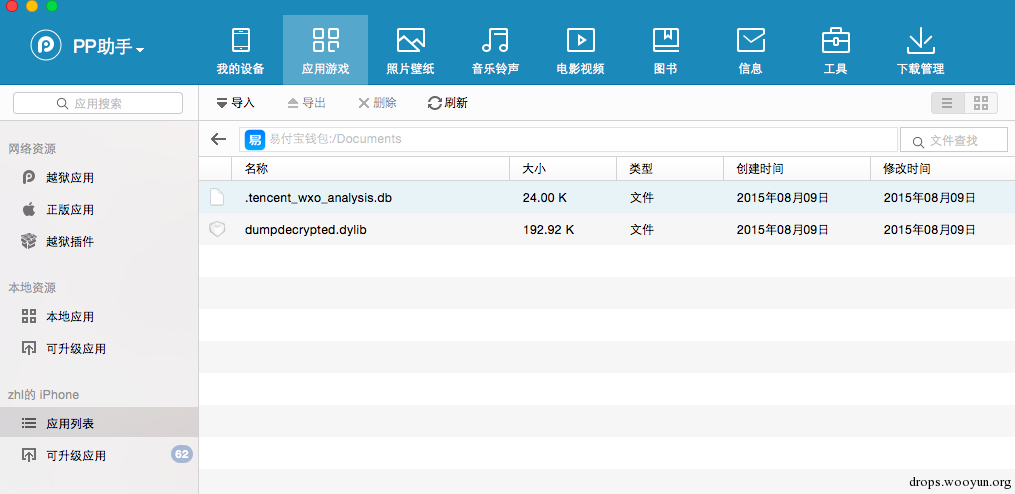 PP助手
我的设备 应用游戏 照片壁纸 音乐铃声 电影视频 图书 信息 工具 下载管理
应用搜索 导入 导出 删除 刷新
易 易付宝钱包:/Documents 文件查找
名称 大小 类型 创建时间 修改时间
.tencent_wxo_analysis.db 24.00 K 文件 2015年08月09日 2015年08月09日
dumpdecrypted.dylib 192.92 K 文件 2015年08月09日 2015年08月09日
网络资源
越狱应用
正版应用
越狱插件
本地资源
本地应用
可升级应用
zhl的 iPhone
应用列表
可升级应用 62
drops.wooyun.org